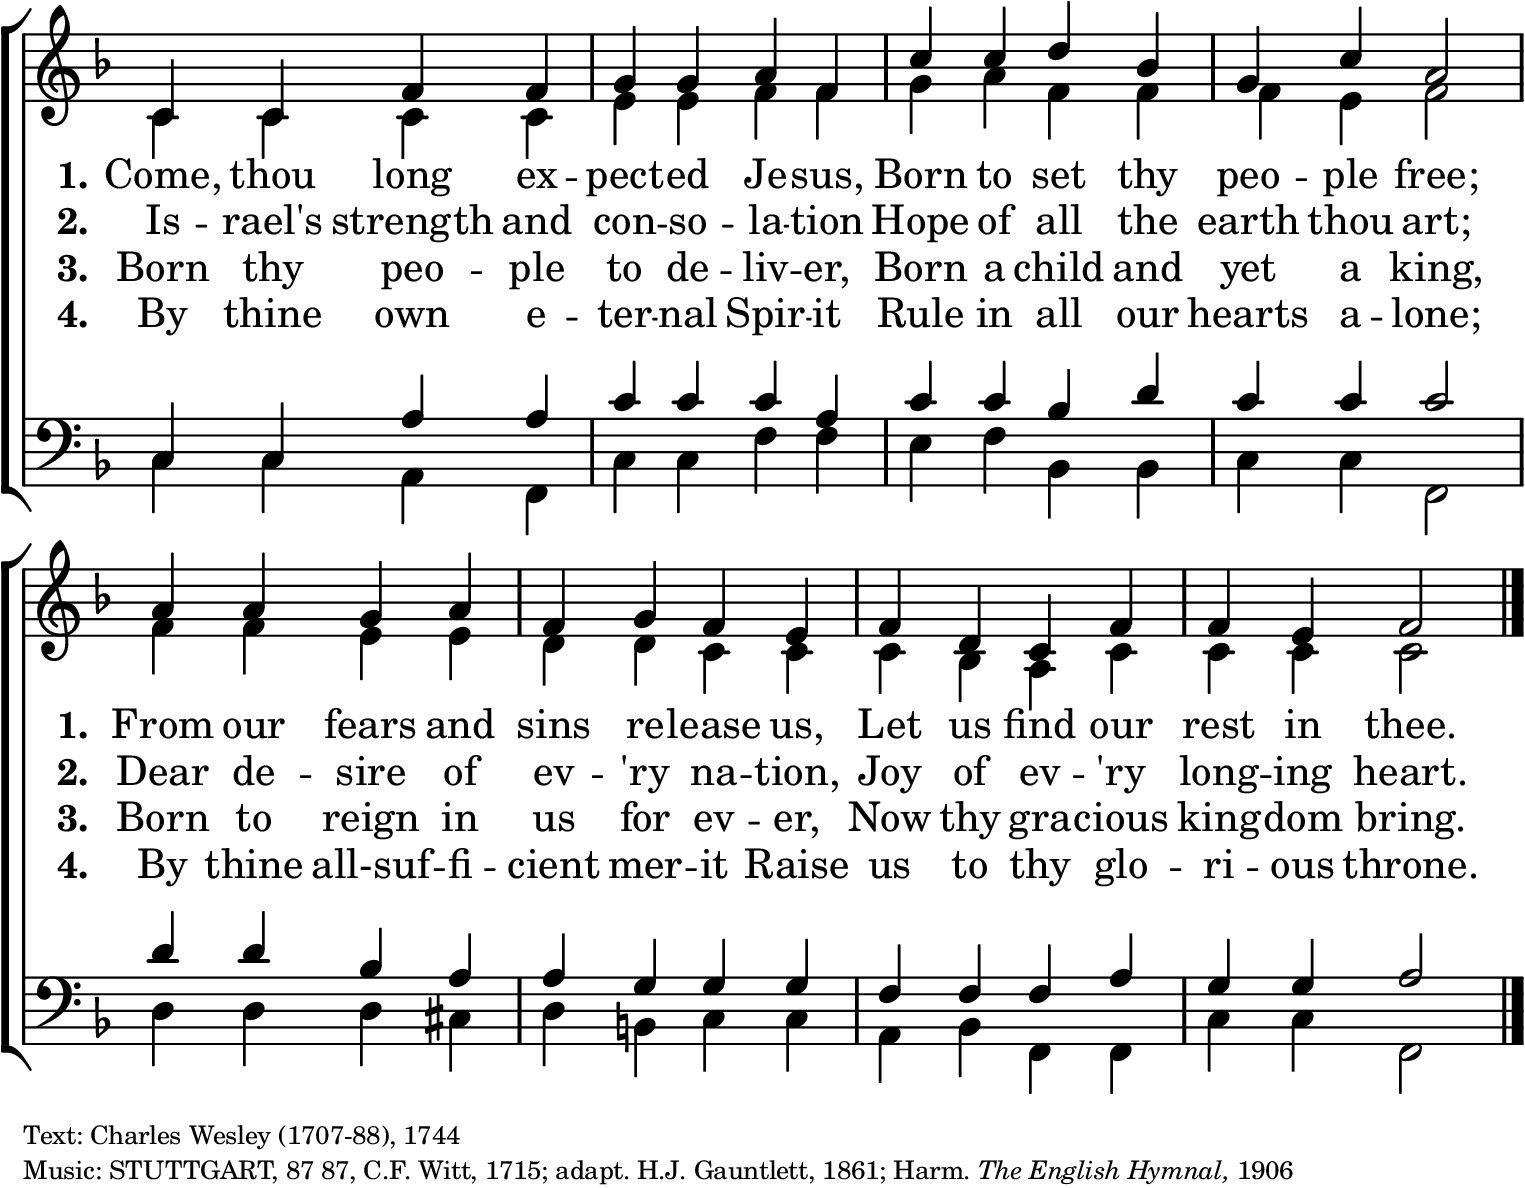 1. Come, thou long ex -- pected Jesus, Born to set thy peo -- ple free;
2. Is -- rael's strength and con -- so -- la -- tion Hope of all the earth thou art;
3. Born thy peo -- ple to de -- liv -- er, Born a child and yet a king,
4. By thine own e -- ter -- nal Spir -- it Rule in all our hearts a -- lone;
1. From our fears and sins release us, Let us find our rest in thee.
2. Dear de -- sire of ev -- 'ry na -- tion, Joy of ev -- 'ry long -- ing heart.
3. Born to reign in us for ev -- er, Now thy gracious kingdom bring.
4. By thine all-suf -- fi -- cient mer -- it Raise us to thy glo -- ri -- ous throne.
Text: Charles Wesley (1707-88), 1744
Music: STUTTGART, 87 87, C.F. Witt, 1715; adapt. H.J. Gauntlett, 1861; Harm. The English Hymnal, 1906